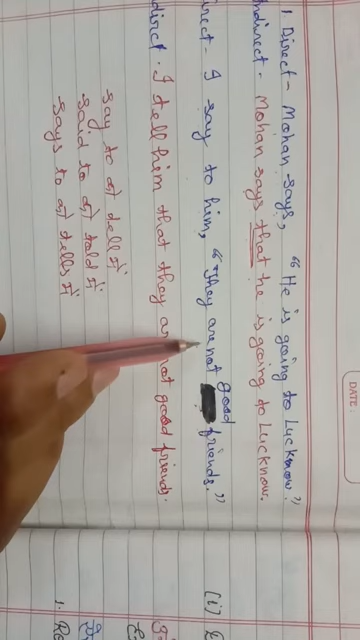 1. Direct - Mohan says, "He is going to Lucknow."
Indirect - Mohan says that he is going to Lucknow.
Direct - I say to him, "They are not good friends."
Indirect - I tell him that they are not good friends.
say to का tell में
said to का told में
says to का tells में
DATE
(i)
1.